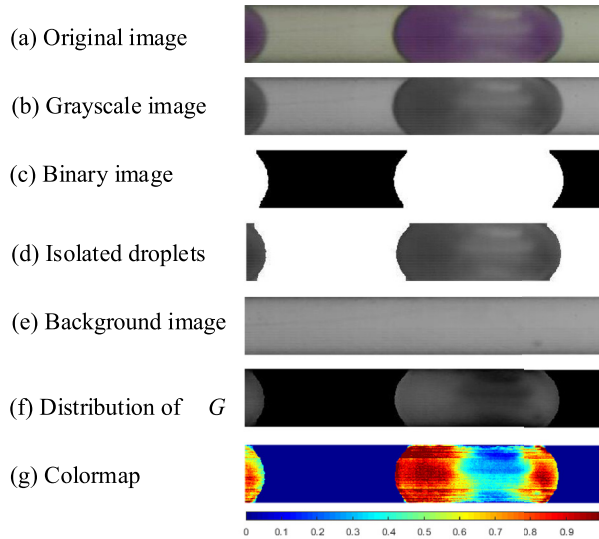 (a) Original image
(b) Grayscale image
(c) Binary image
(d) Isolated droplets
(e) Background image
(f) Distribution of G
(g) Colormap
0 0.1 0.2 0.3 0.4 0.5 0.6 0.7 0.8 0.9